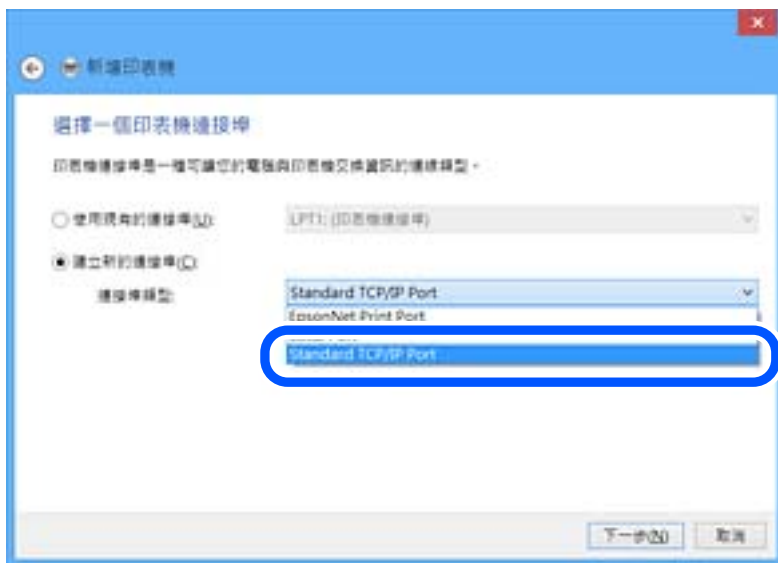 新增印表機
選擇一個印表機連接埠
印表機連接埠是一種可讓您的電腦與印表機交換資訊的連線類型。
使用現有的連接埠(U):
LPT1: (印表機連接埠)
建立新的連接埠(C):
連接埠類型:
Standard TCP/IP Port
EpsonNet Print Port
Standard TCP/IP Port
下一步(N)
取消